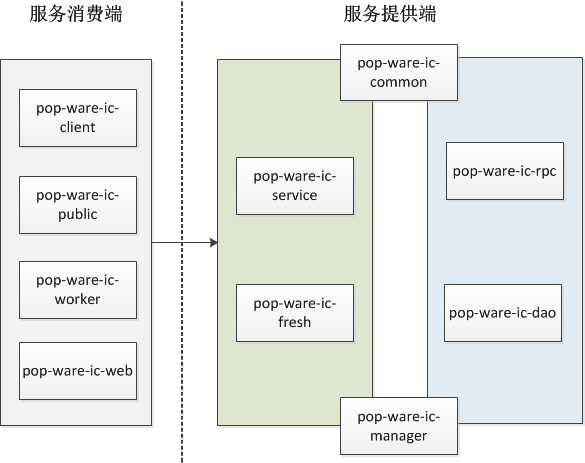 服务消费端
服务提供端
pop-ware-ic-
client
pop-ware-ic-
public
pop-ware-ic-
worker
pop-ware-ic-web
pop-ware-ic-
common
pop-ware-ic-
service
pop-ware-ic-
fresh
pop-ware-ic-rpc
pop-ware-ic-dao
pop-ware-ic-
manager